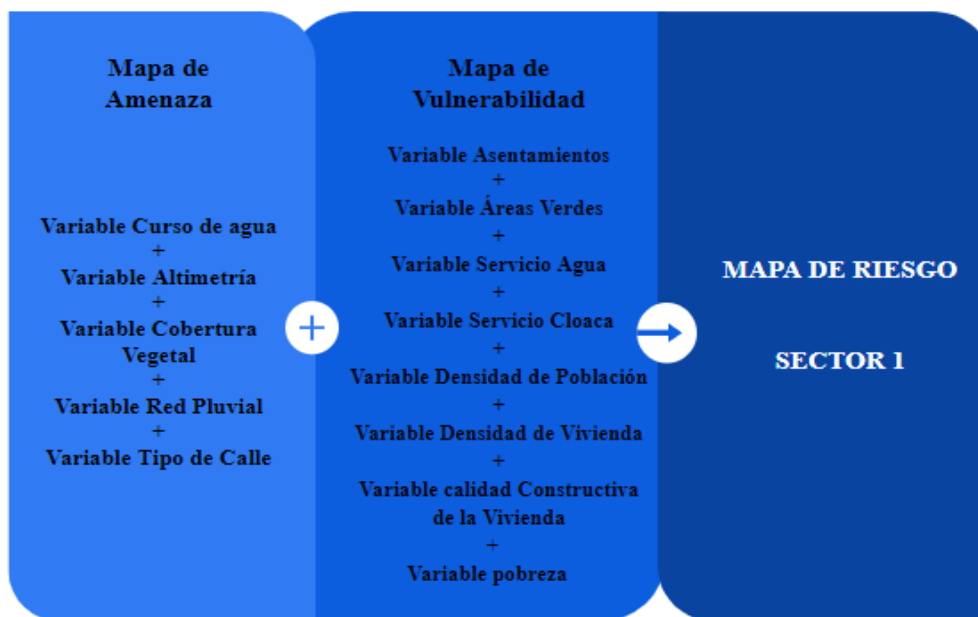 Mapa de
Amenaza
Variable Curso de agua
+
Variable Altimetría
+
Variable Cobertura
Vegetal
+
Variable Red Pluvial
+
Variable Tipo de Calle
+
Mapa de
Vulnerabilidad
Variable Asentamientos
+
Variable Áreas Verdes
+
Variable Servicio Agua
+
Variable Servicio Cloaca
+
Variable Densidad de Población
+
Variable Densidad de Vivienda
+
Variable calidad Constructiva
de la Vivienda
+
Variable pobreza
MAPA DE RIESGO
SECTOR 1